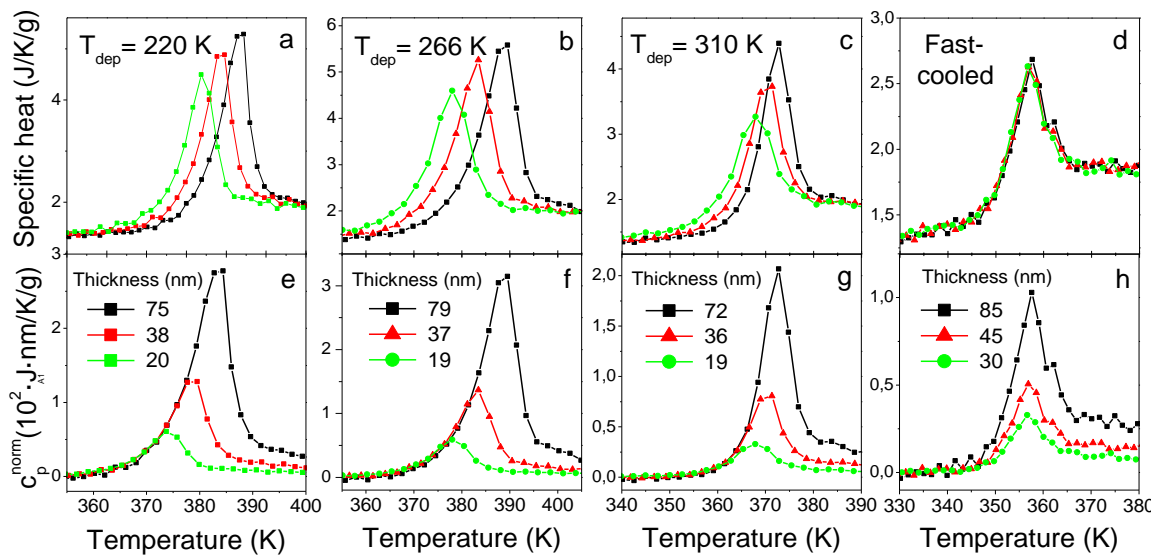 Specific heat (J/K/g)
4
2
3
T_dep = 220 K
a
6
5
4
3
2
T_dep = 266 K
b
4
3
2
T_dep = 310 K
c
3,0
2,5
2,0
1,5
Fast-
cooled
d
c_p^norm (10^2·J·nm/K/g)
2
1
0
Thickness (nm)
e
75
38
20
3
2
1
0
Thickness (nm)
f
79
37
19
2,0
1,5
1,0
0,5
0,0
Thickness (nm)
g
72
36
19
1,0
0,5
0,0
Thickness (nm)
h
85
45
30
360 370 380 390 400
360 370 380 390 400
340 350 360 370 380 390
330 340 350 360 370 380
Temperature (K)
Temperature (K)
Temperature (K)
Temperature (K)